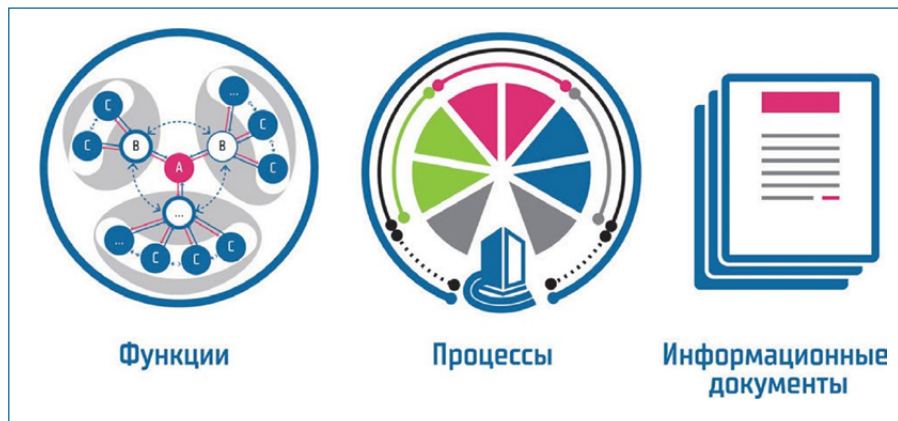 ...
C
C
C
C
B
B
A
...
...
C
C
C
Функции
Процессы
Информационные
документы